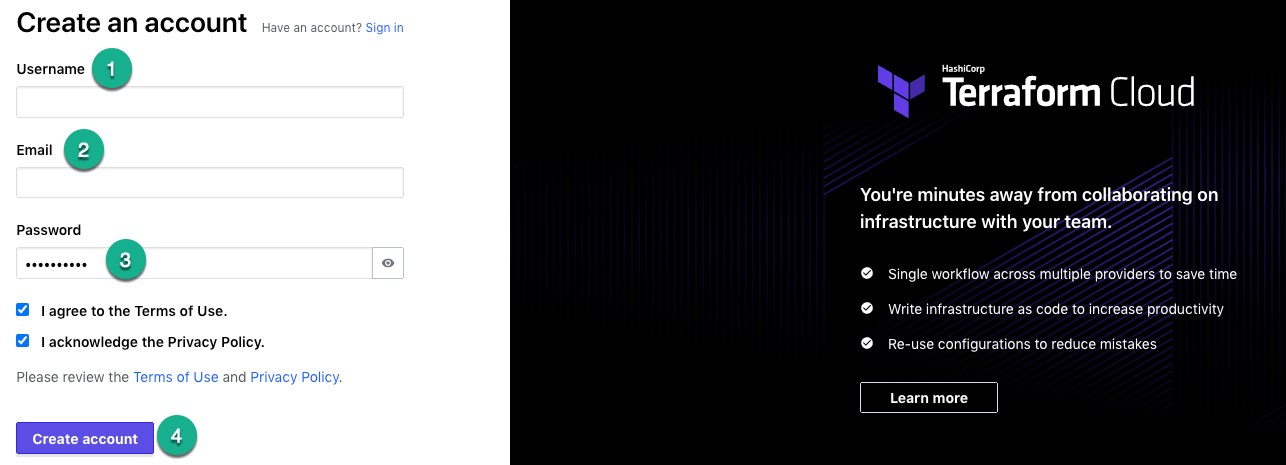 Create an account Have an account? Sign in
Username 1
Email 2
Password
•••••••••• 3
I agree to the Terms of Use.
I acknowledge the Privacy Policy.
Please review the Terms of Use and Privacy Policy.
Create account 4
HashiCorp
Terraform Cloud
You're minutes away from collaborating on
infrastructure with your team.
Single workflow across multiple providers to save time
Write infrastructure as code to increase productivity
Re-use configurations to reduce mistakes
Learn more